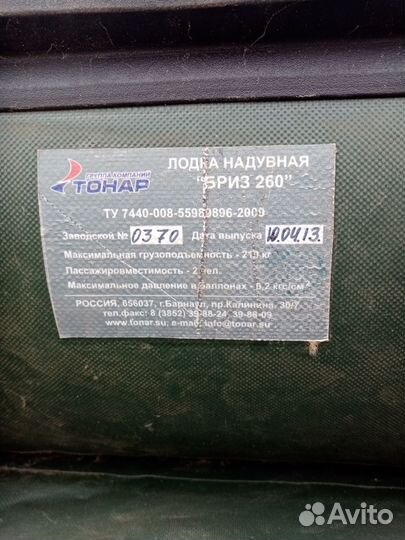 ГРУППА КОМПАНИЙ
ТОНАР
ЛОДКА НАДУВНАЯ
"БРИЗ 260"
ТУ 7440-008-55989896-2009
Заводской № 0370 Дата выпуска 10.04.13.
Максимальная грузоподъемность - 210 кг
Пассажировместимость - 2 чел.
Максимальное давление в баллонах - 0,2 кгс/см²
РОССИЯ, 656037, г.Барнаул, пр.Калинина, 30/7
тел.факс: 8 (3852) 39-88-24, 39-88-09
www.tonar.su; e-mail: info@tonar.su
Avito